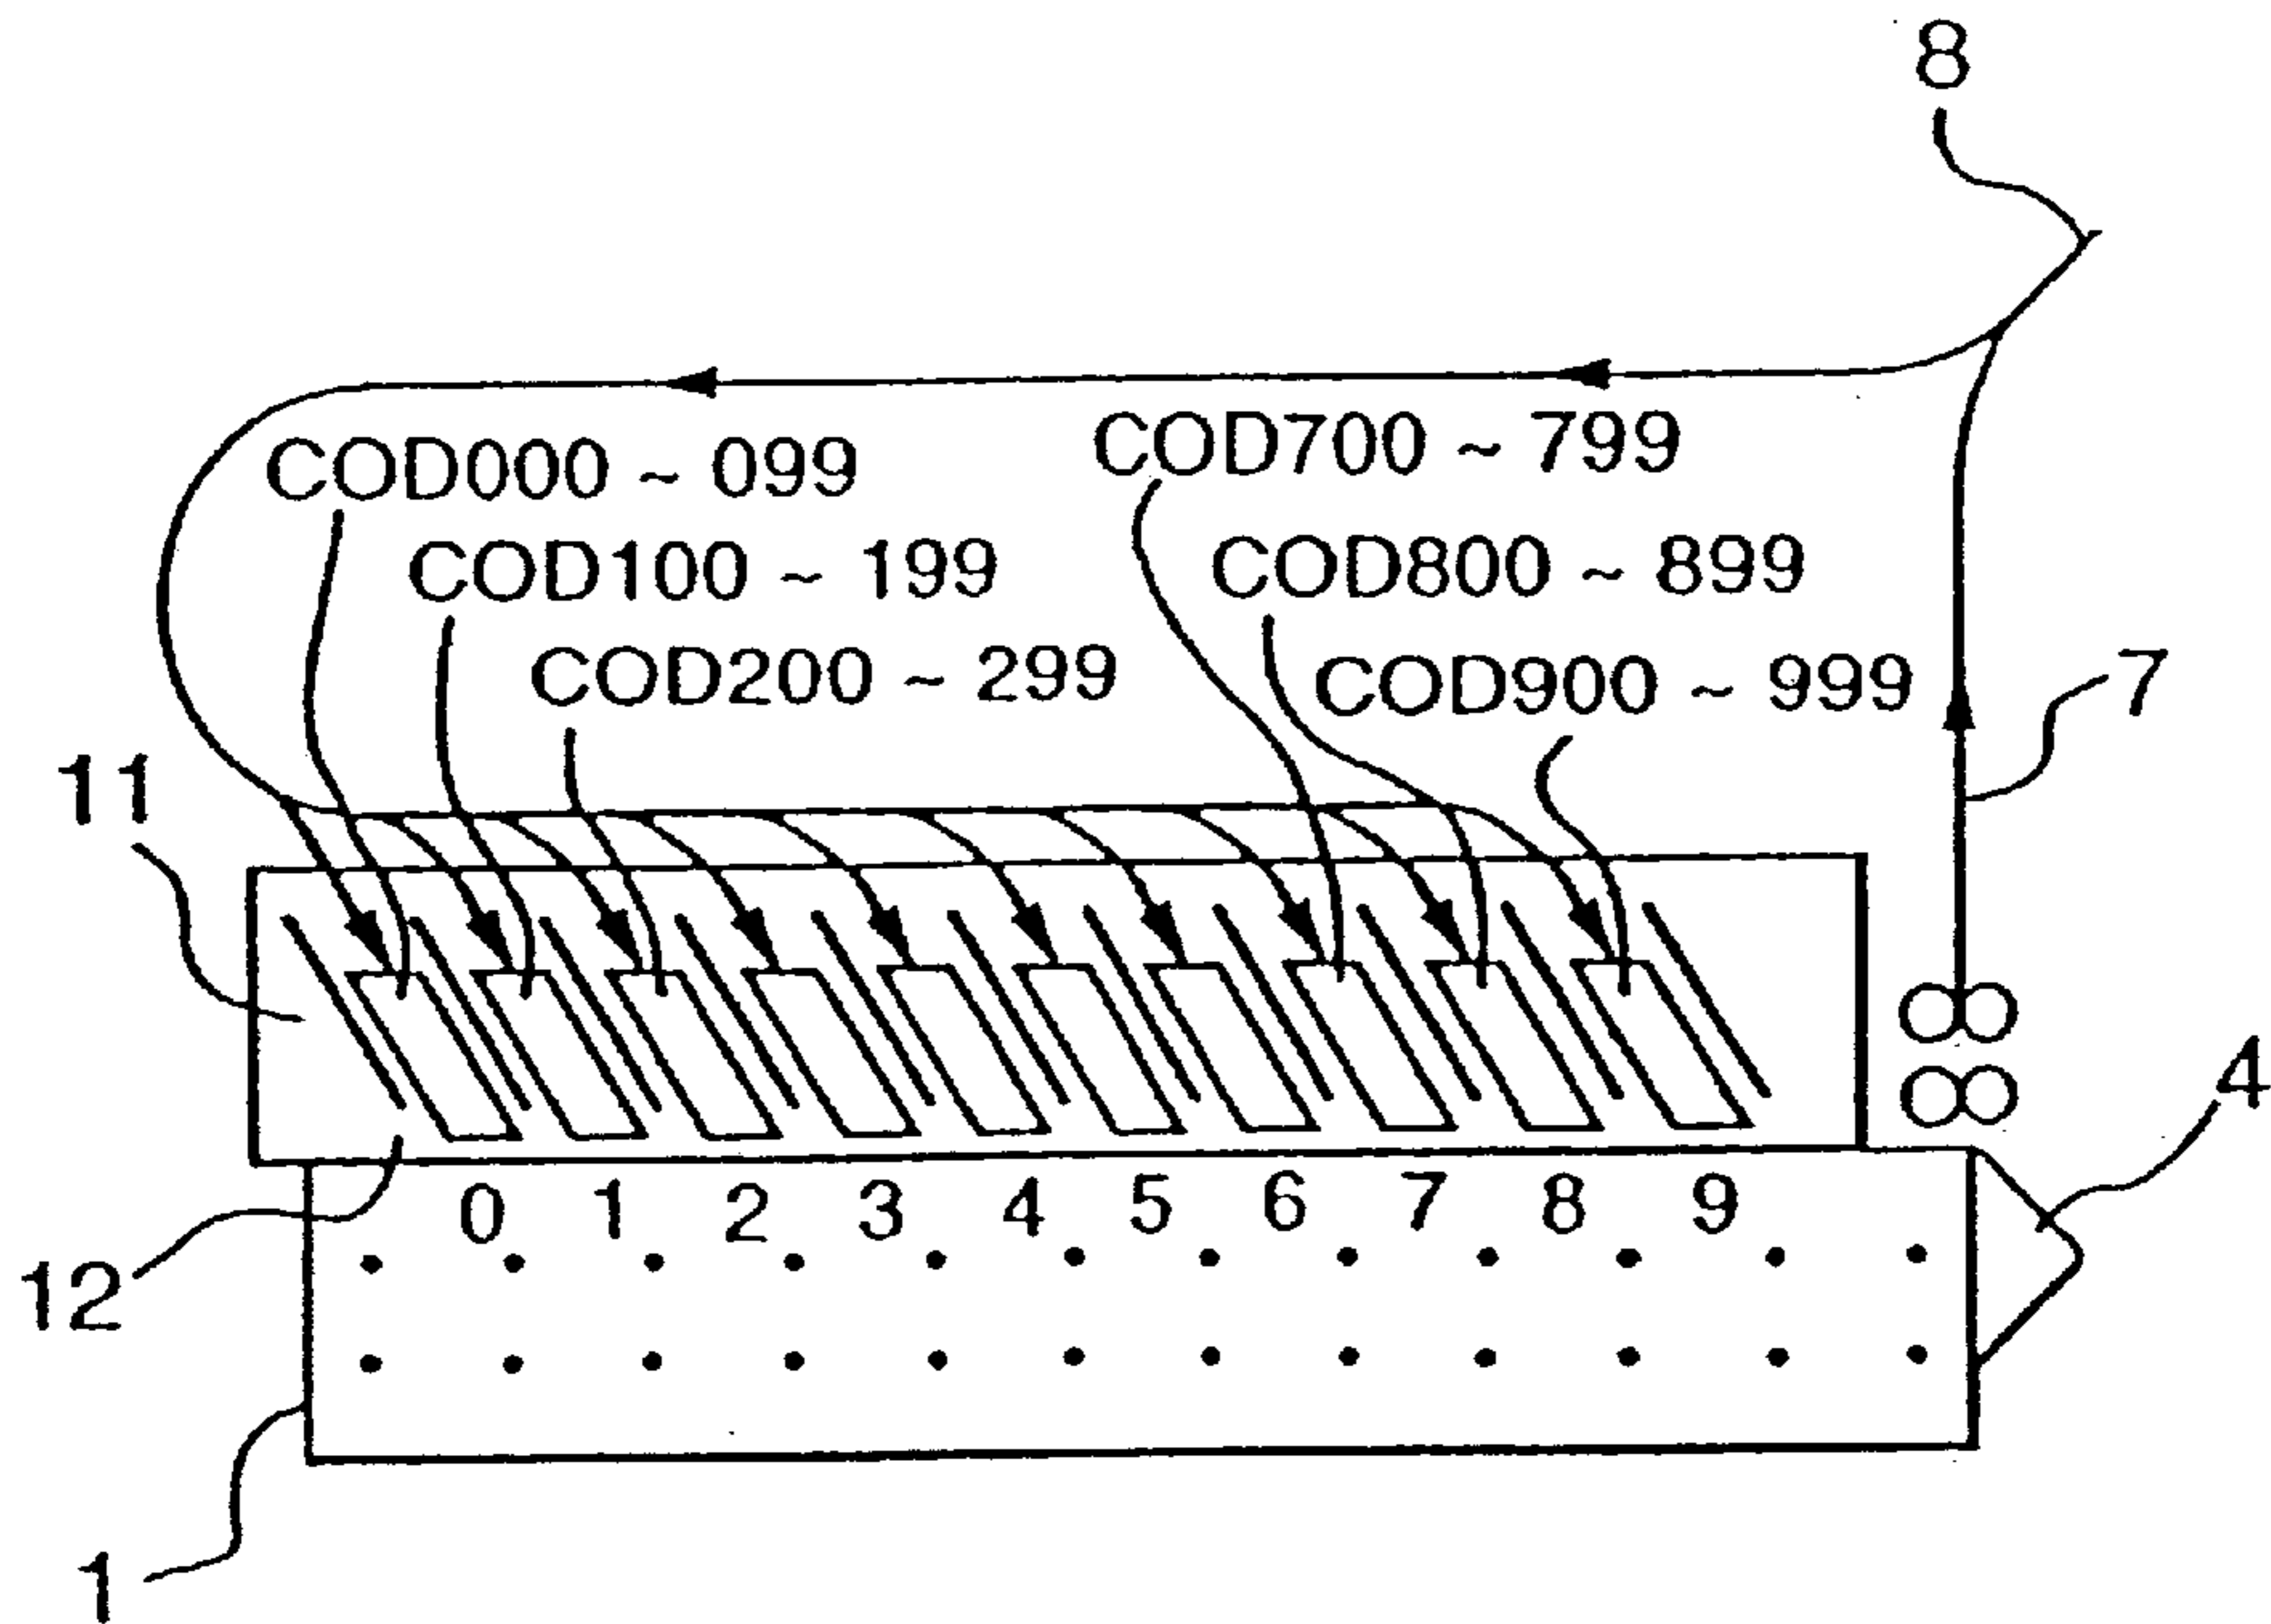 8
COD000 ~ 099
COD700 ~ 799
COD100 ~ 199
COD800 ~ 899
COD200 ~ 299
COD900 ~ 999
7
11
4
0 1 2 3 4 5 6 7 8 9
12
1